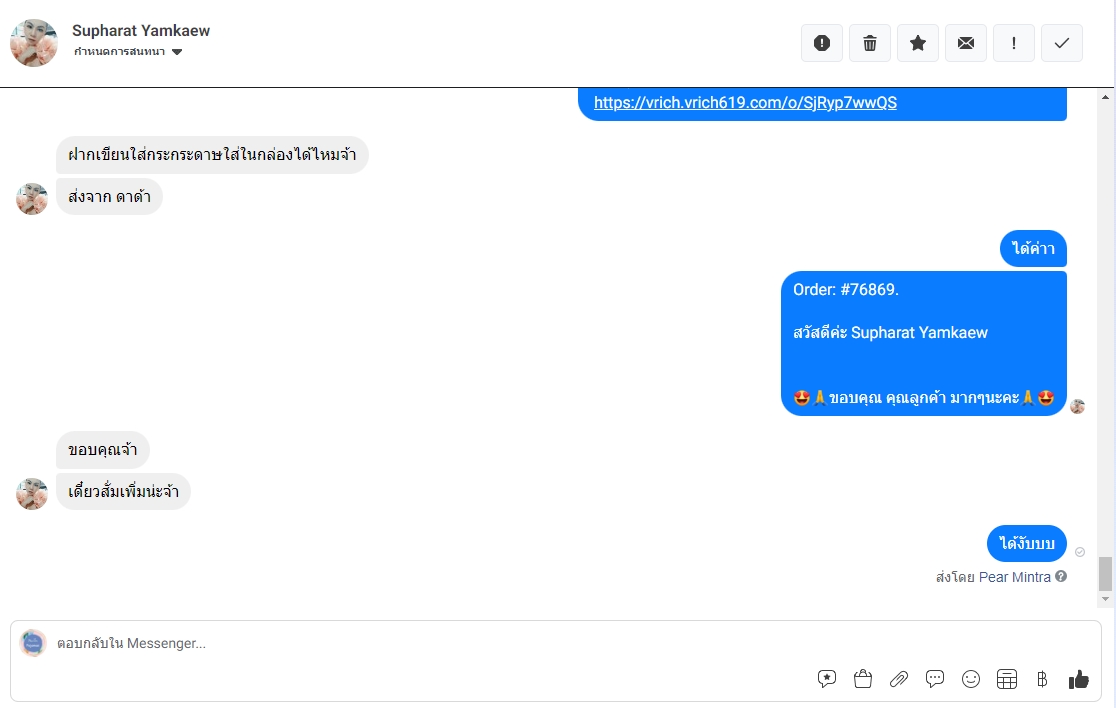 Supharat Yamkaew
กำหนดการสนทนา
https://vrich.vrich619.com/o/SjRyp7wwQS
ฝากเขียนใส่กระกระดาษใส่ในกล่องได้ไหมจ้า
ส่งจาก ดาด้า
ได้ค่าา
Order: #76869.
สวัสดีค่ะ Supharat Yamkaew
🤩🙏ขอบคุณ คุณลูกค้า มากๆนะคะ🙏🤩
ขอบคุณจ้า
เดี๋ยวสั่มเพิ่มน่ะจ้า
ได้งับบบ
ส่งโดย Pear Mintra
ตอบกลับใน Messenger...